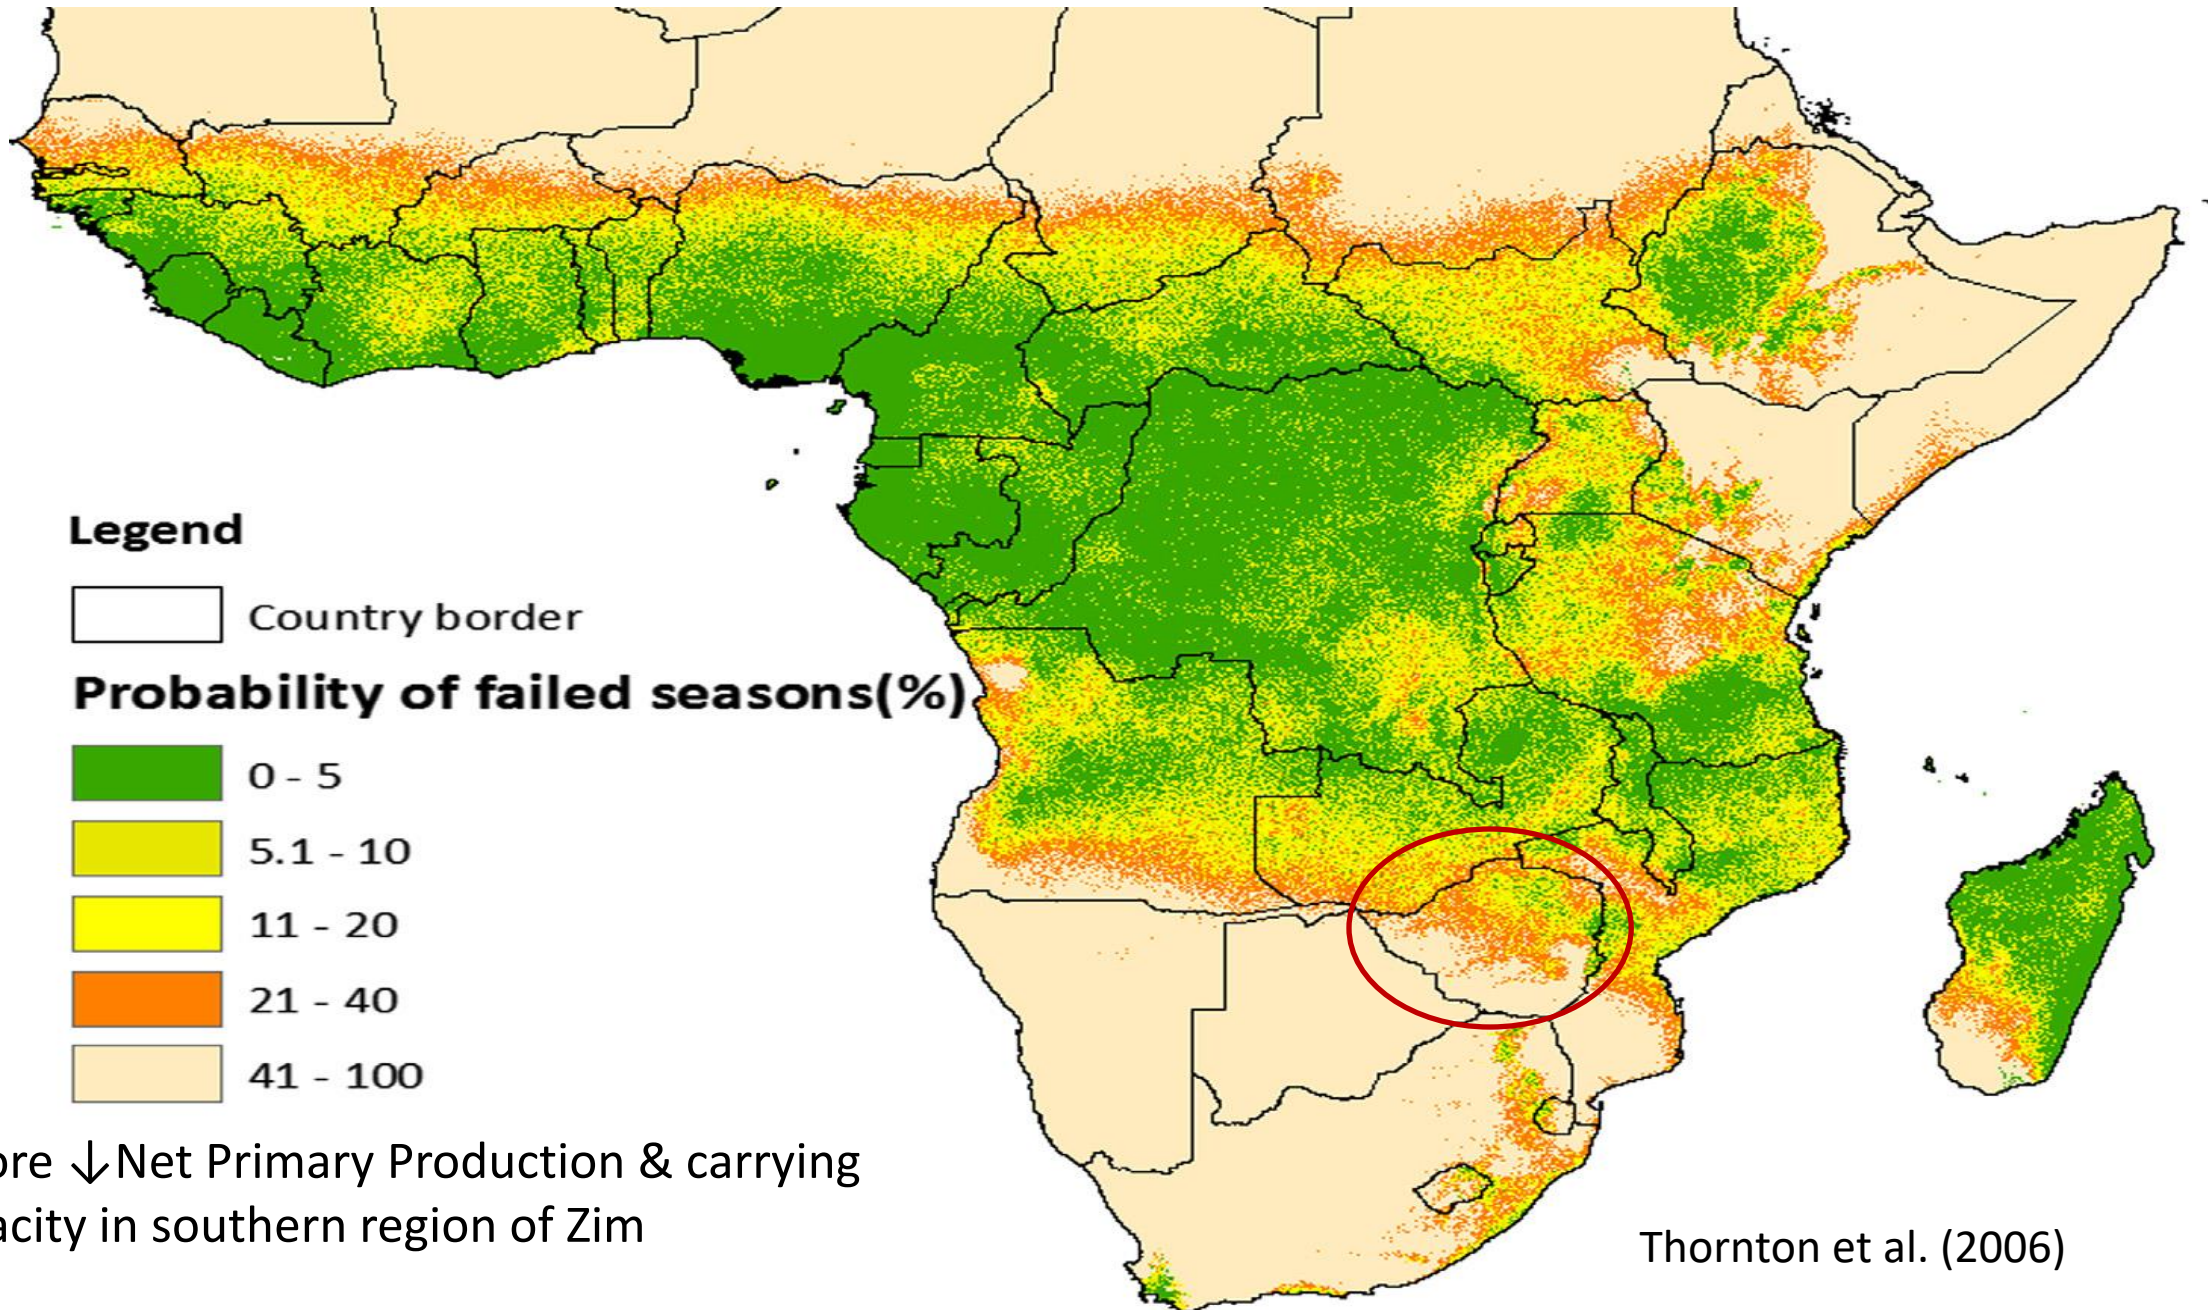 Legend
Country border
Probability of failed seasons(%)
0 - 5
5.1 - 10
11 - 20
21 - 40
41 - 100
ore ↓Net Primary Production & carrying
acity in southern region of Zim
Thornton et al. (2006)